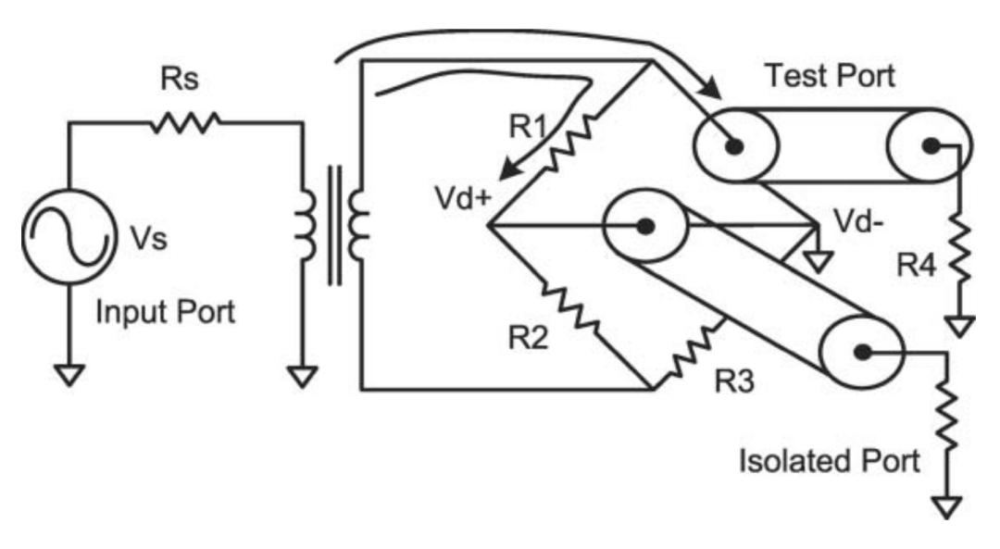 Rs
Test Port
R1
Vd+
Vd-
Vs
R4
Input Port
R2
R3
Isolated Port